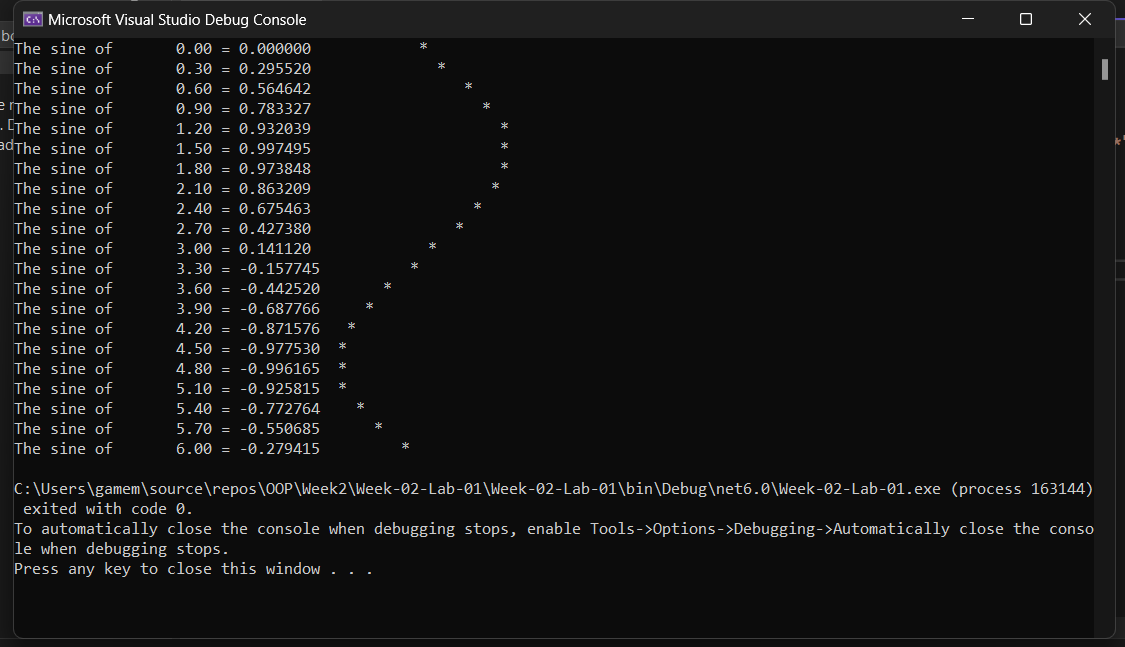 Microsoft Visual Studio Debug Console
The sine of       0.00 = 0.000000            *
The sine of       0.30 = 0.295520              *
The sine of       0.60 = 0.564642                 *
The sine of       0.90 = 0.783327                   *
The sine of       1.20 = 0.932039                     *
The sine of       1.50 = 0.997495                     *
The sine of       1.80 = 0.973848                     *
The sine of       2.10 = 0.863209                    *
The sine of       2.40 = 0.675463                  *
The sine of       2.70 = 0.427380                *
The sine of       3.00 = 0.141120             *
The sine of       3.30 = -0.157745          *
The sine of       3.60 = -0.442520       *
The sine of       3.90 = -0.687766     *
The sine of       4.20 = -0.871576   *
The sine of       4.50 = -0.977530  *
The sine of       4.80 = -0.996165  *
The sine of       5.10 = -0.925815  *
The sine of       5.40 = -0.772764    *
The sine of       5.70 = -0.550685      *
The sine of       6.00 = -0.279415         *
C:\Users\gamem\source\repos\OOP\Week2\Week-02-Lab-01\Week-02-Lab-01\bin\Debug\net6.0\Week-02-Lab-01.exe (process 163144)
exited with code 0.
To automatically close the console when debugging stops, enable Tools->Options->Debugging->Automatically close the conso
le when debugging stops.
Press any key to close this window . . .